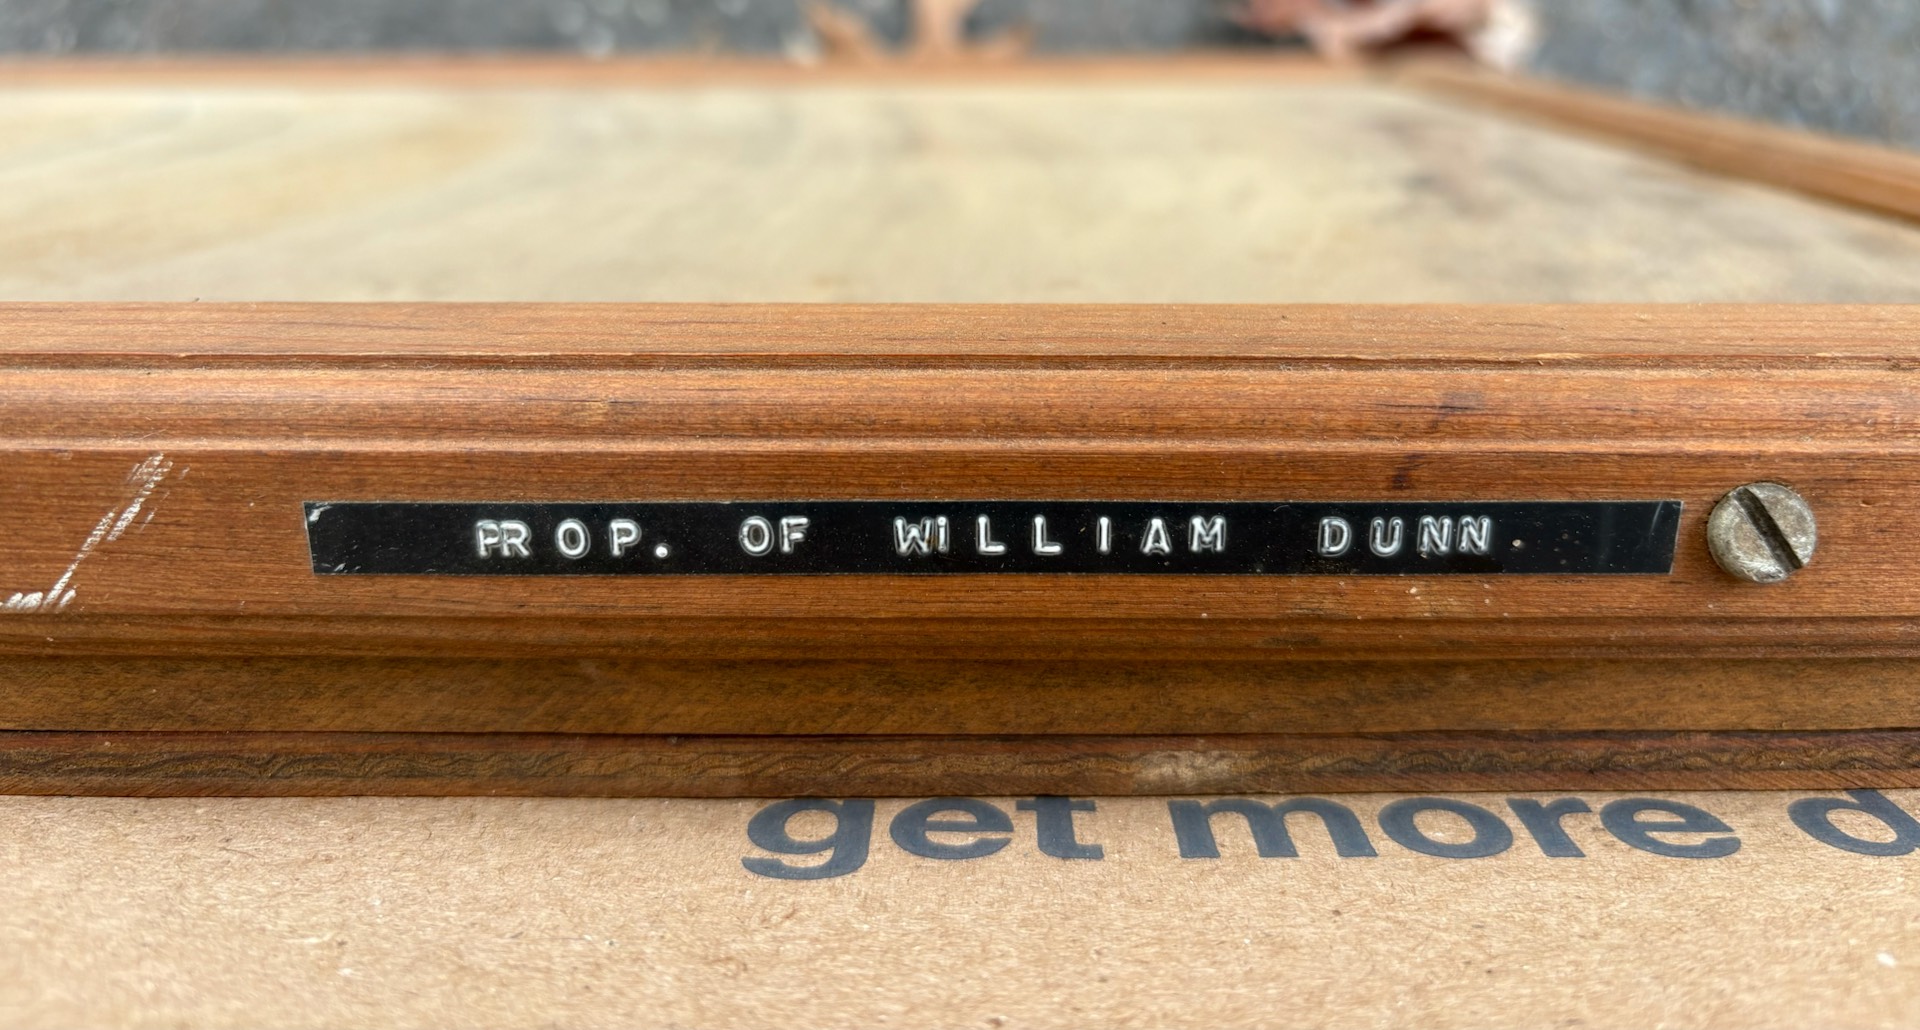 PROP. OF WILLIAM DUNN
get more d